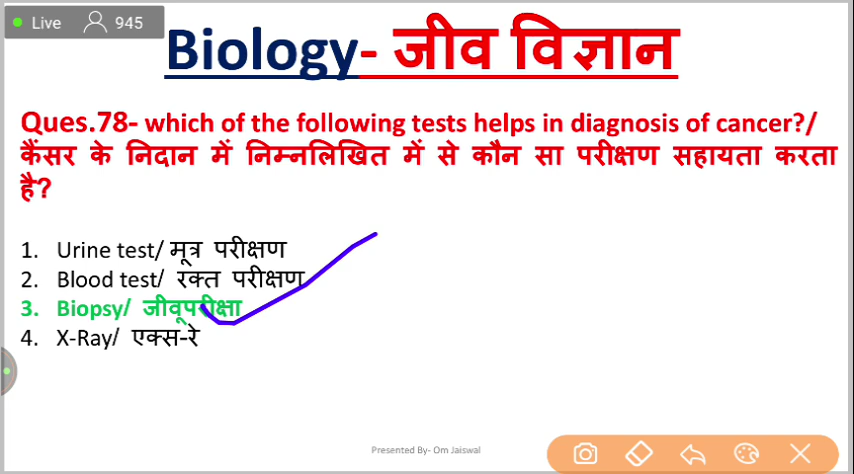 Live 945
Biology- जीव विज्ञान
Ques.78- which of the following tests helps in diagnosis of cancer?/
कैंसर के निदान में निम्नलिखित में से कौन सा परीक्षण सहायता करता
है?
1. Urine test/ मूत्र परीक्षण
2. Blood test/ रक्त परीक्षण
3. Biopsy/ जीवूपरीक्षा
4. X-Ray/ एक्स-रे
Presented By- Om Jaiswal